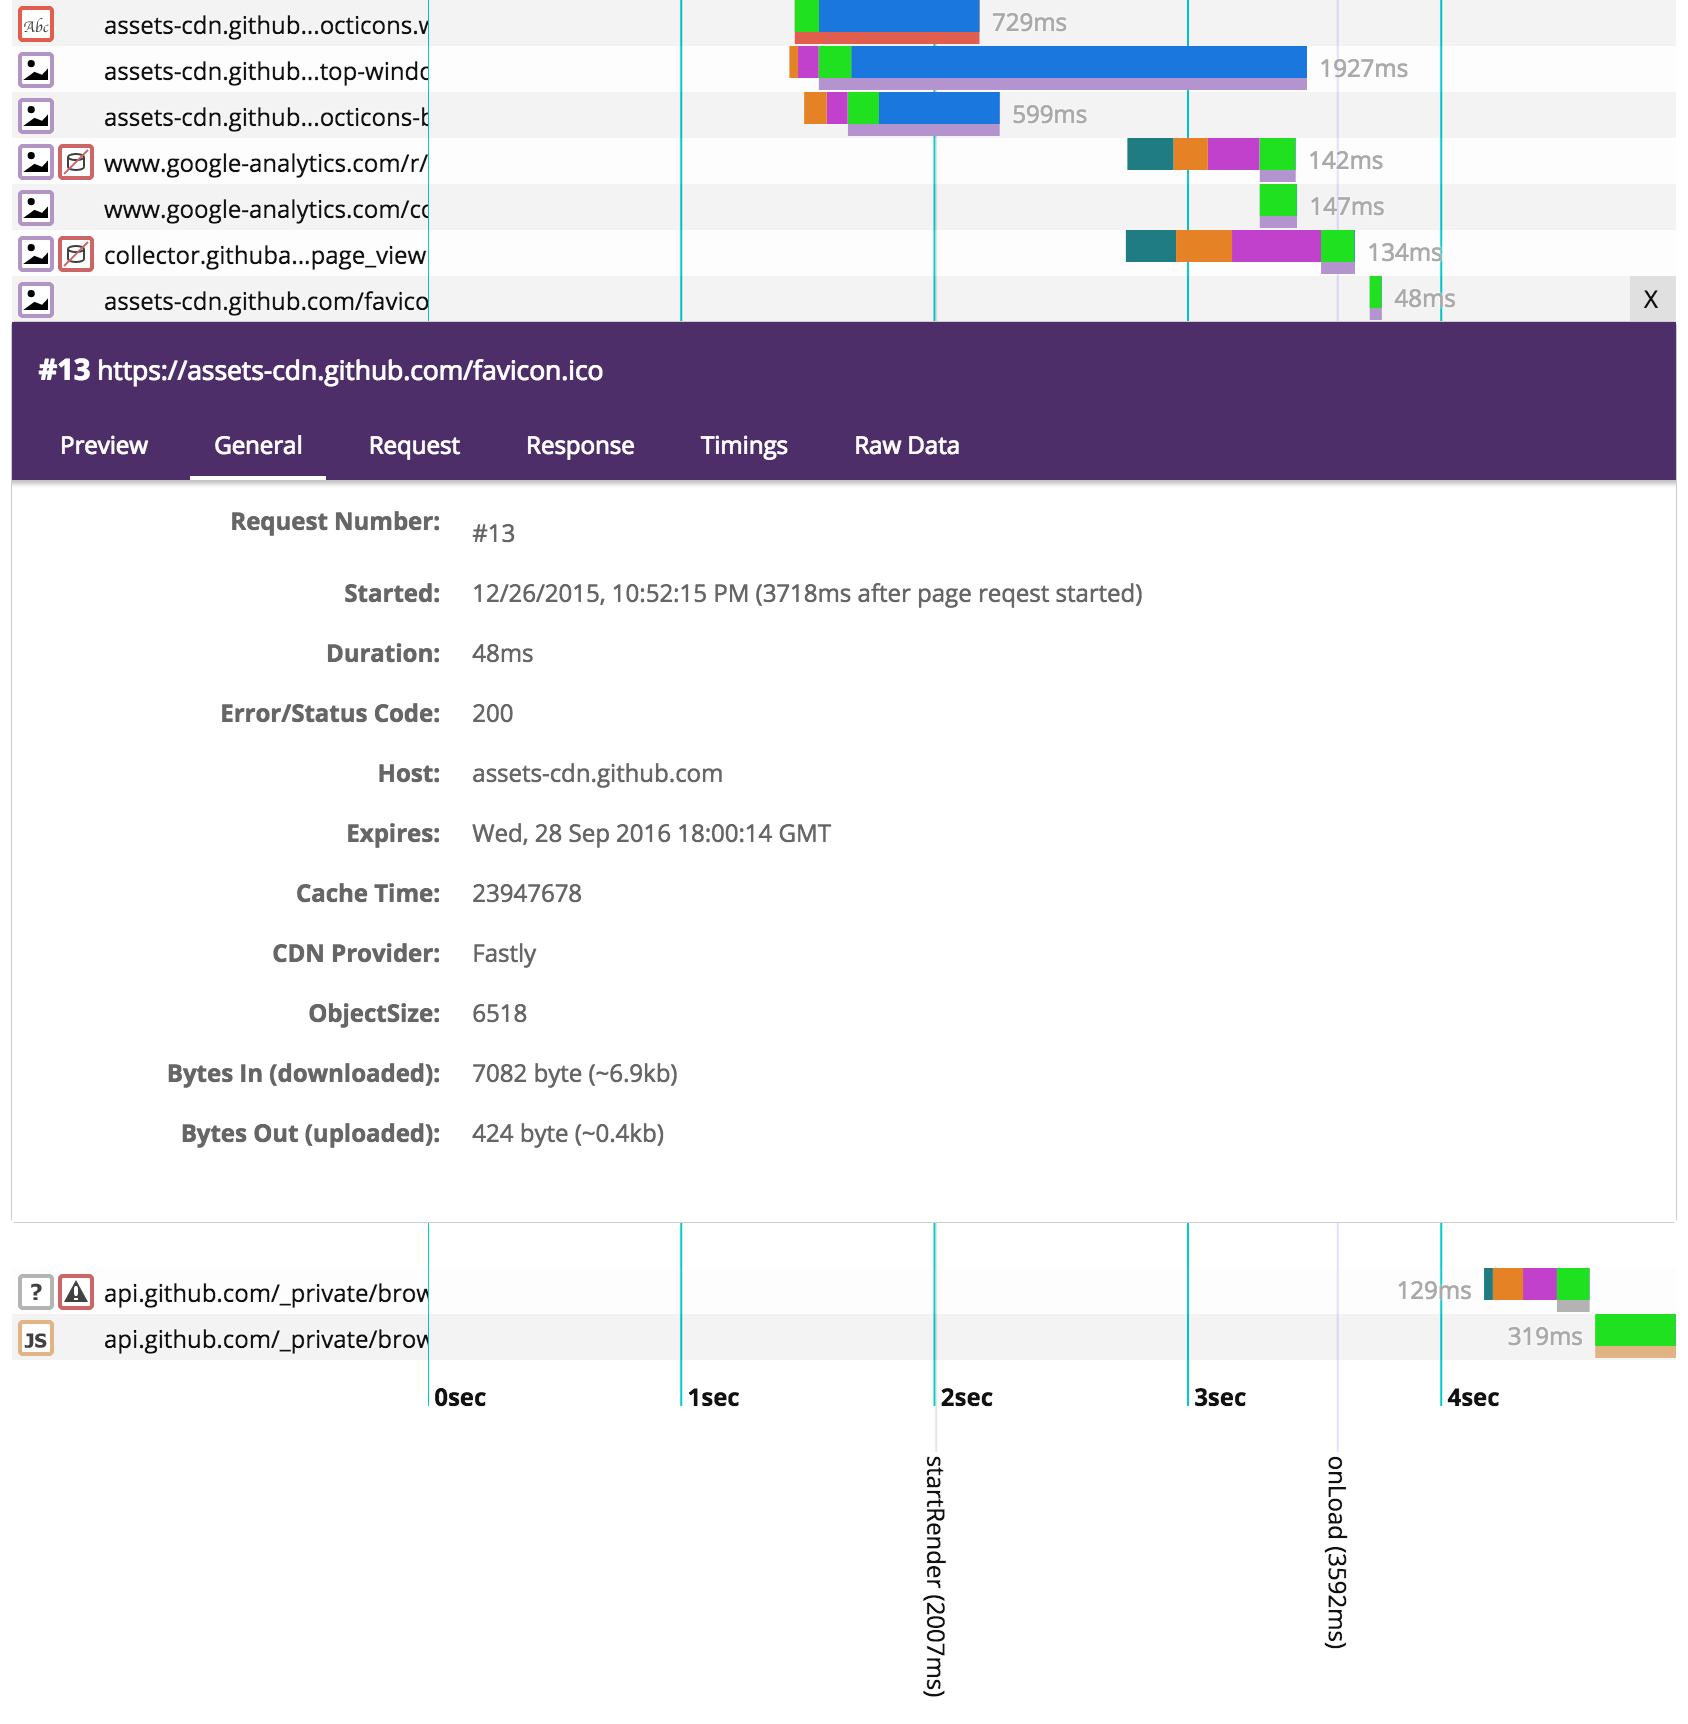 Abc assets-cdn.github...octicons.w 729ms
assets-cdn.github...top-windo 1927ms
assets-cdn.github...octicons-b 599ms
www.google-analytics.com/r/ 142ms
www.google-analytics.com/co 147ms
collector.githuba...page_view 134ms
assets-cdn.github.com/favico 48ms X
#13 https://assets-cdn.github.com/favicon.ico
Preview General Request Response Timings Raw Data
Request Number: #13
Started: 12/26/2015, 10:52:15 PM (3718ms after page reqest started)
Duration: 48ms
Error/Status Code: 200
Host: assets-cdn.github.com
Expires: Wed, 28 Sep 2016 18:00:14 GMT
Cache Time: 23947678
CDN Provider: Fastly
ObjectSize: 6518
Bytes In (downloaded): 7082 byte (~6.9kb)
Bytes Out (uploaded): 424 byte (~0.4kb)
? api.github.com/_private/brow 129ms
JS api.github.com/_private/brow 319ms
0sec 1sec 2sec 3sec 4sec
startRender (2007ms)
onLoad (3592ms)